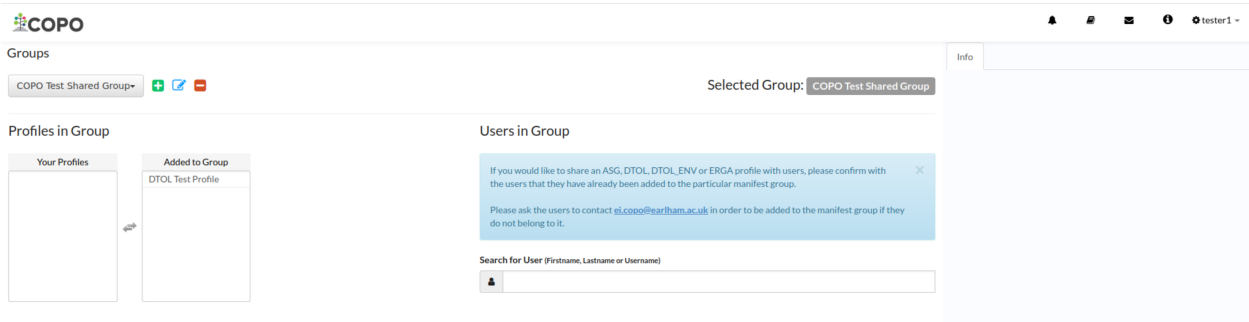 COPO
tester1
Groups
Info
COPO Test Shared Group
Selected Group: COPO Test Shared Group
Profiles in Group
Users in Group
Your Profiles
Added to Group
DTOL Test Profile
If you would like to share an ASG, DTOL, DTOL_ENV or ERGA profile with users, please confirm with
the users that they have already been added to the particular manifest group.
Please ask the users to contact ei.copo@earlham.ac.uk in order to be added to the manifest group if they
do not belong to it.
Search for User (Firstname, Lastname or Username)